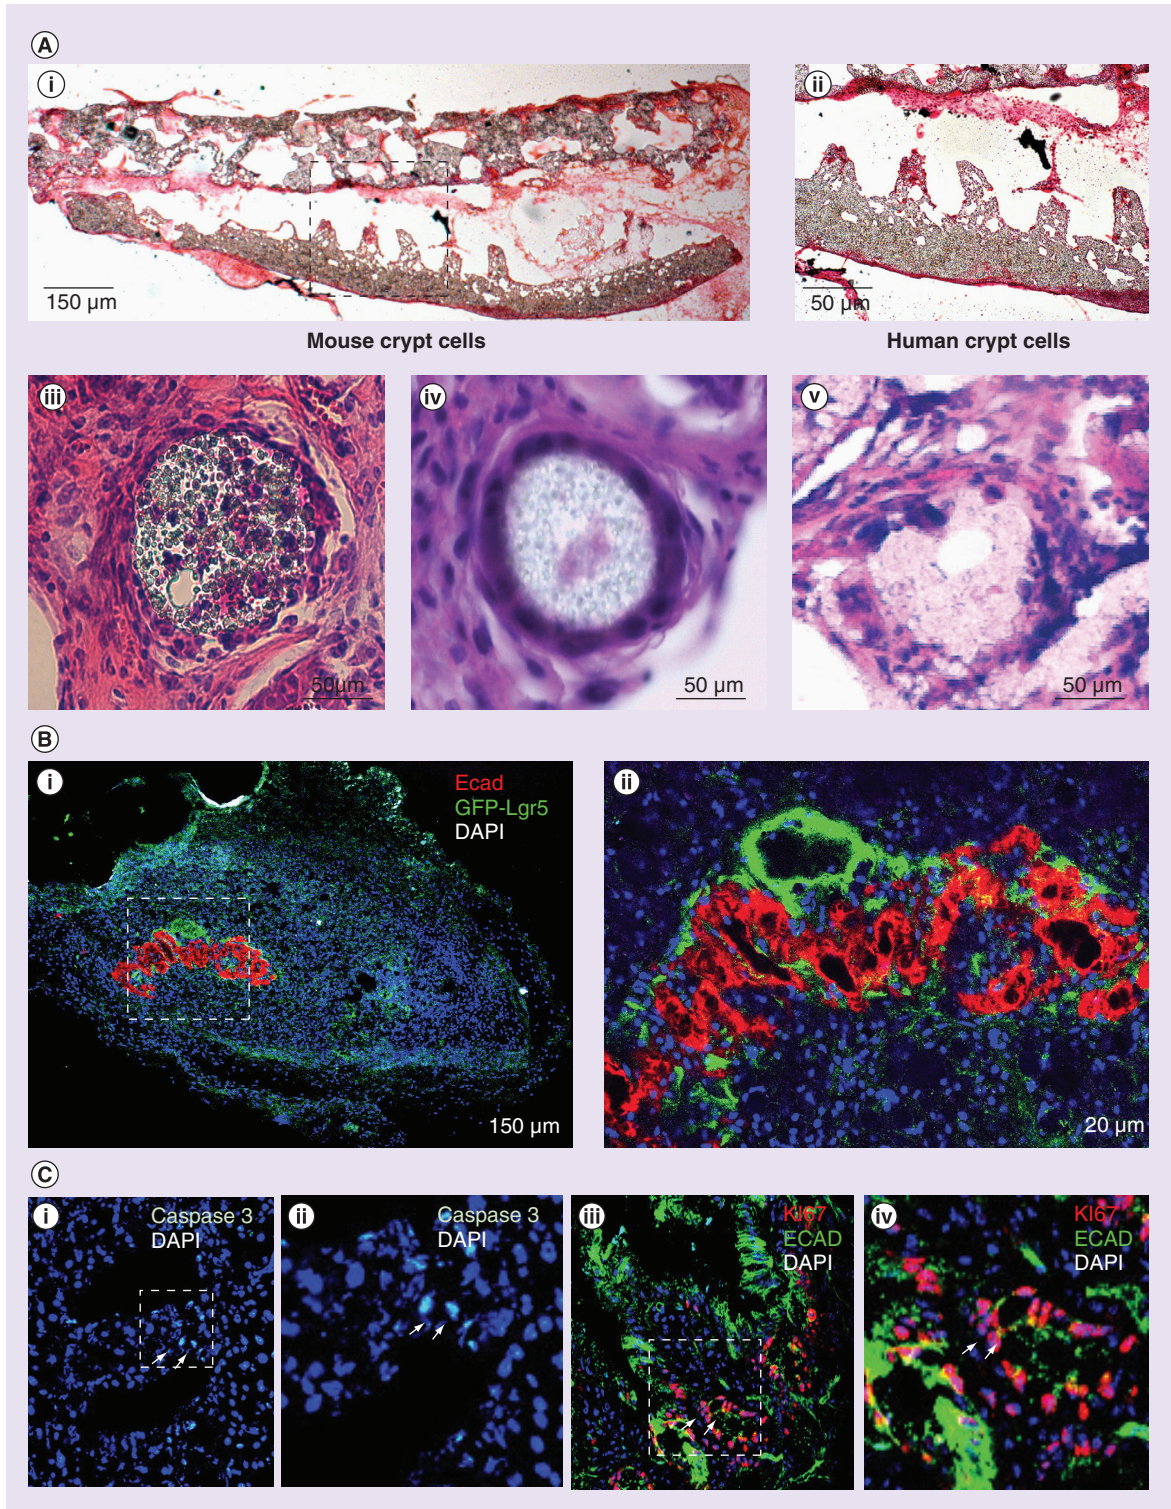 A
i
ii
150 µm
50 µm
Mouse crypt cells
Human crypt cells
iii
iv
v
50µm
50 µm
50 µm
B
i
Ecad
GFP-Lgr5
DAPI
150 µm
ii
20 µm
C
i
Caspase 3
DAPI
ii
Caspase 3
DAPI
iii
KI67
ECAD
DAPI
iv
KI67
ECAD
DAPI